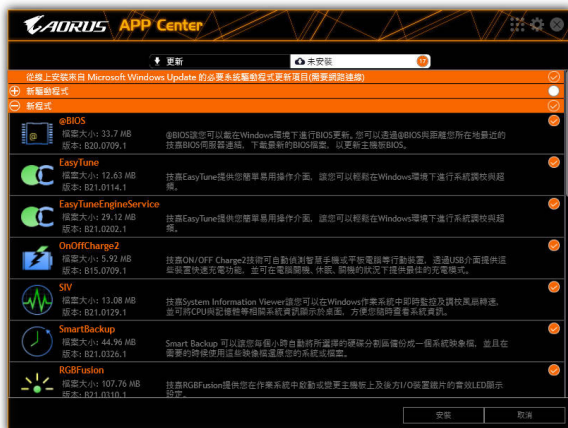 AORUS APP Center
更新
未安裝 17
從線上安裝來自 Microsoft Windows Update 的必要系統驅動程式更新項目(需要網路連線)
新驅動程式
新程式
@BIOS
檔案大小: 33.7 MB
版本: B20.0709.1
@BIOS讓您可以載在Windows環境下進行BIOS更新。您可以透過@BIOS與距離您所在地最近的
技嘉BIOS伺服器連結，下載最新的BIOS檔案，以更新主機板BIOS。
EasyTune
檔案大小: 12.63 MB
版本: B21.0114.1
技嘉EasyTune提供您簡單易用操作介面，讓您可以輕鬆在Windows環境下進行系統調校與超
頻。
EasyTuneEngineService
檔案大小: 29.12 MB
版本: B21.0202.1
技嘉EasyTune提供您簡單易用操作介面，讓您可以輕鬆在Windows環境下進行系統調校與超
頻。
OnOffCharge2
檔案大小: 5.92 MB
版本: B15.0709.1
技嘉ON/OFF Charge2技術可自動偵測智慧手機或平板電腦等行動裝置，透過USB介面提供這
些裝置快速充電功能，並可在電腦開機、休眠、關機的狀況下提供最佳的充電模式。
SIV
檔案大小: 13.08 MB
版本: B21.0129.1
技嘉System Information Viewer讓您可以在Windows作業系統中即時監控及調校風扇轉速，
並可將CPU與記憶體等相關系統資訊顯示於桌面，方便您隨時查看系統資訊。
SmartBackup
檔案大小: 44.96 MB
版本: B21.0326.1
Smart Backup 可以讓您每個小時自動將所選擇的硬碟分割區備份成一個系統映像檔，並且在
需要的時候使用這些映像檔還原您的系統或檔案。
RGBFusion
檔案大小: 107.76 MB
版本: B21.0310.1
技嘉RGBFusion提供您在作業系統中啟動或變更主機板上及後方I/O裝置鐵片的音效LED顯示
設定。
安裝
取消